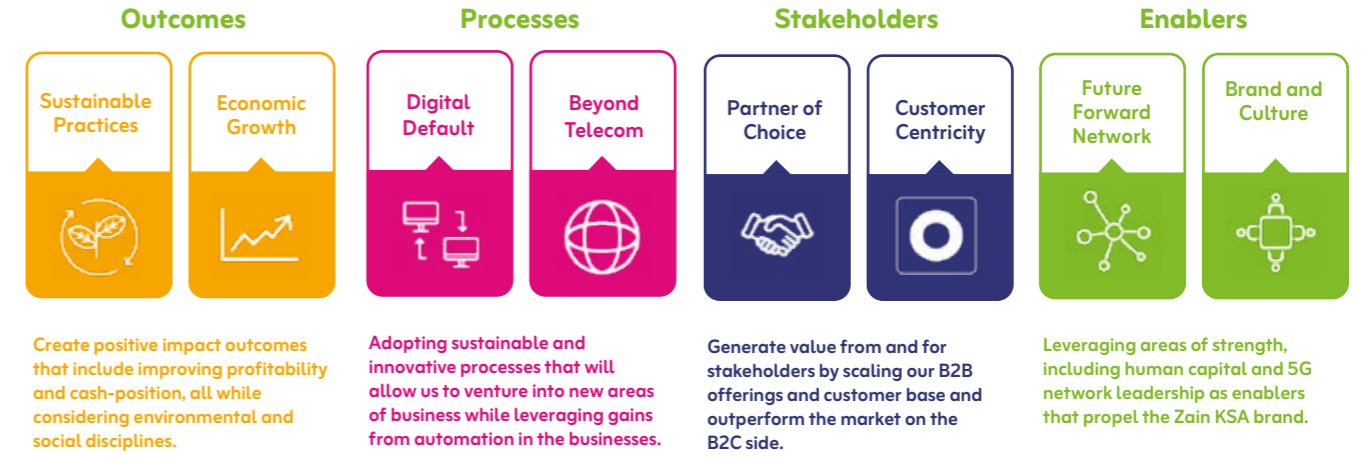 Outcomes
Sustainable
Practices
Economic
Growth
Create positive impact outcomes
that include improving profitability
and cash-position, all while
considering environmental and
social disciplines.
Processes
Digital
Default
Beyond
Telecom
Adopting sustainable and
innovative processes that will
allow us to venture into new areas
of business while leveraging gains
from automation in the businesses.
Stakeholders
Partner of
Choice
Customer
Centricity
Generate value from and for
stakeholders by scaling our B2B
offerings and customer base and
outperform the market on the
B2C side.
Enablers
Future
Forward
Network
Brand and
Culture
Leveraging areas of strength,
including human capital and 5G
network leadership as enablers
that propel the Zain KSA brand.